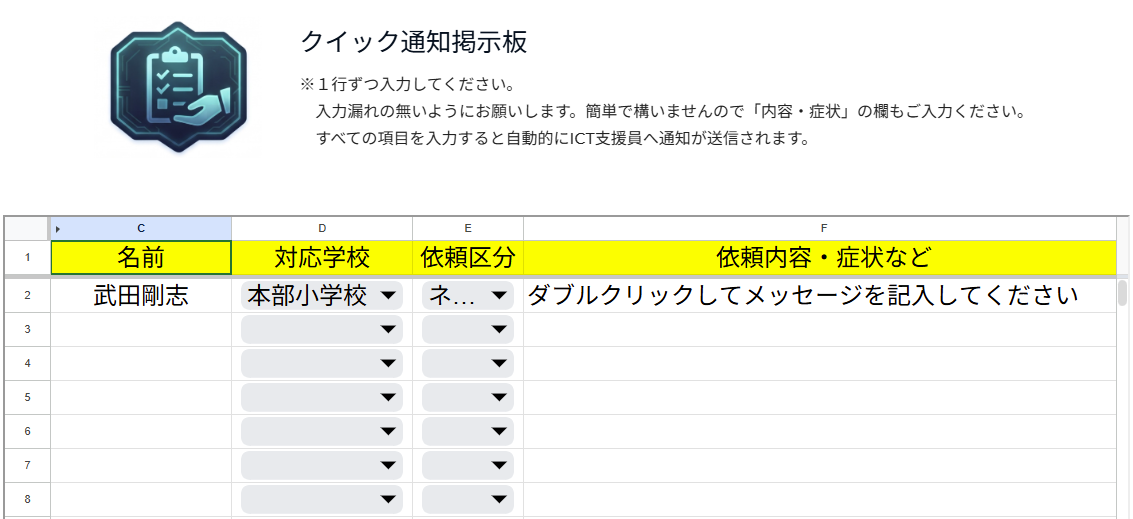 クイック通知掲示板
※１行ずつ入力してください。
入力漏れの無いようにお願いします。簡単で構いませんので「内容・症状」の欄もご入力ください。
すべての項目を入力すると自動的にICT支援員へ通知が送信されます。
C D E F
1 名前 対応学校 依頼区分 依頼内容・症状など
2 武田剛志 本部小学校 ネ... ダブルクリックしてメッセージを記入してください
3
4
5
6
7
8